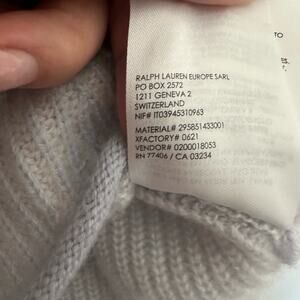 TO
RALPH LAUREN EUROPE SARL
PO BOX 2572
1211 GENEVA 2
SWITZERLAND
NIF# IT03945310963
MATERIAL# 295851433001
XFACTORY# 0621
VENDOR# 0200018053
RN 77406 / CA 03234